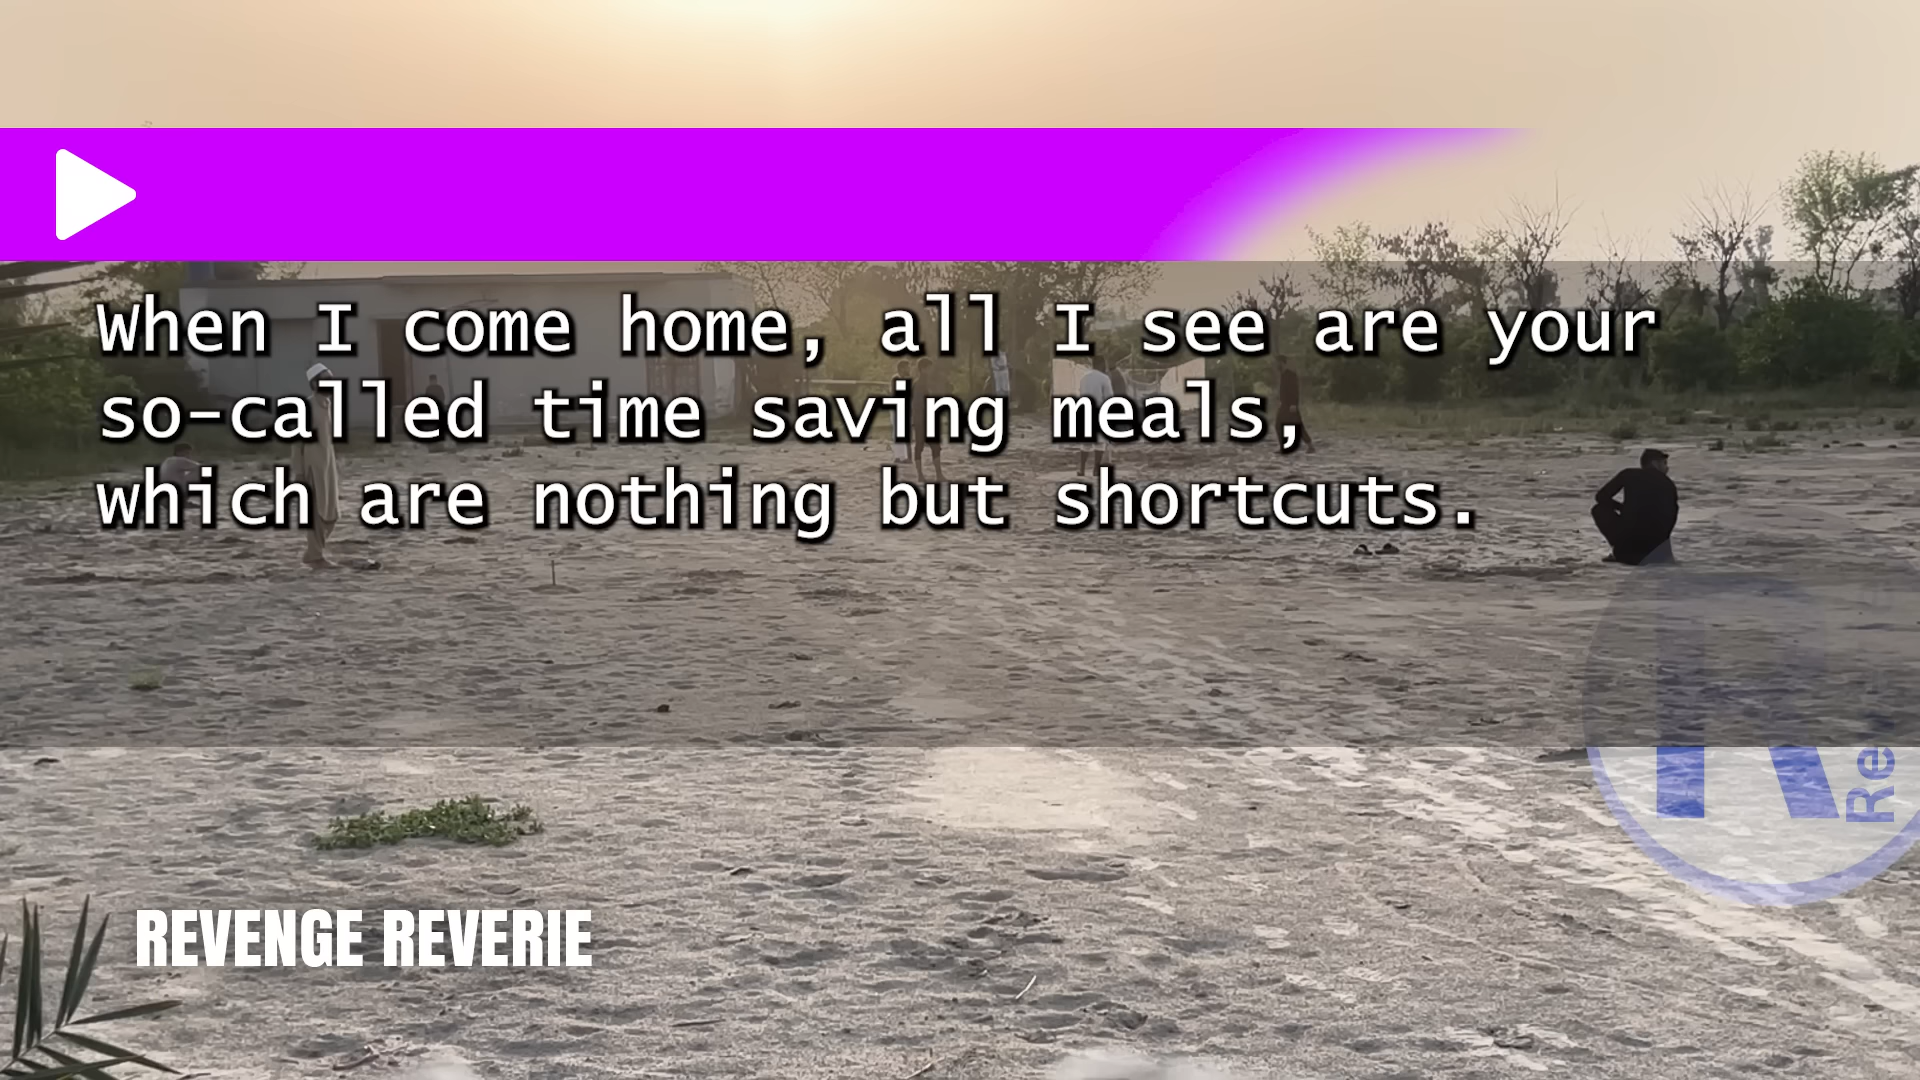 When I come home, all I see are your
so-called time saving meals,
which are nothing but shortcuts.
R
Re
REVENGE REVERIE